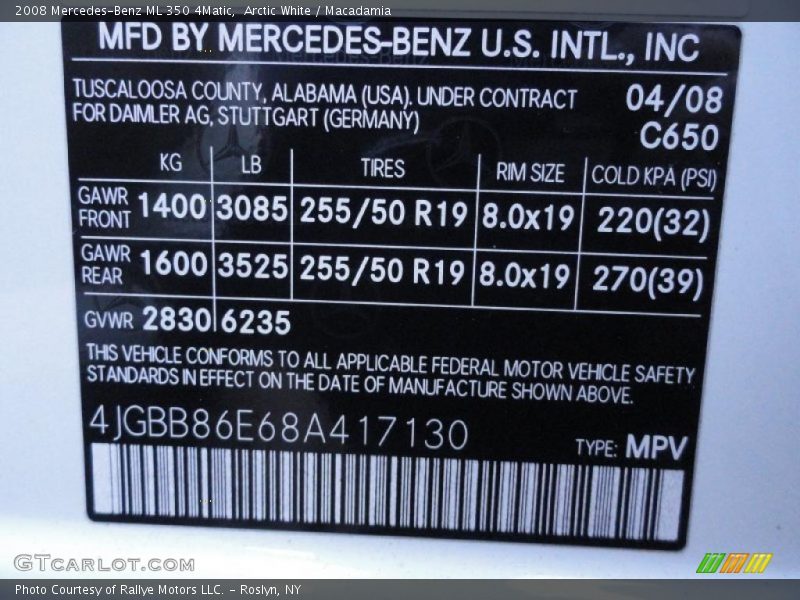 2008 Mercedes-Benz ML 350 4Matic,  Arctic White / Macadamia
MFD BY MERCEDES-BENZ U.S. INTL., INC
TUSCALOOSA COUNTY, ALABAMA (USA). UNDER CONTRACT
FOR DAIMLER AG, STUTTGART (GERMANY)
04/08
C650
KG LB TIRES RIM SIZE COLD KPA (PSI)
GAWR FRONT 1400 3085 255/50 R19 8.0x19 220(32)
GAWR REAR 1600 3525 255/50 R19 8.0x19 270(39)
GVWR 2830 6235
THIS VEHICLE CONFORMS TO ALL APPLICABLE FEDERAL MOTOR VEHICLE SAFETY
STANDARDS IN EFFECT ON THE DATE OF MANUFACTURE SHOWN ABOVE.
4JGBB86E68A417130
TYPE: MPV
GTcarlot.com
Photo Courtesy of Rallye Motors LLC. - Roslyn, NY